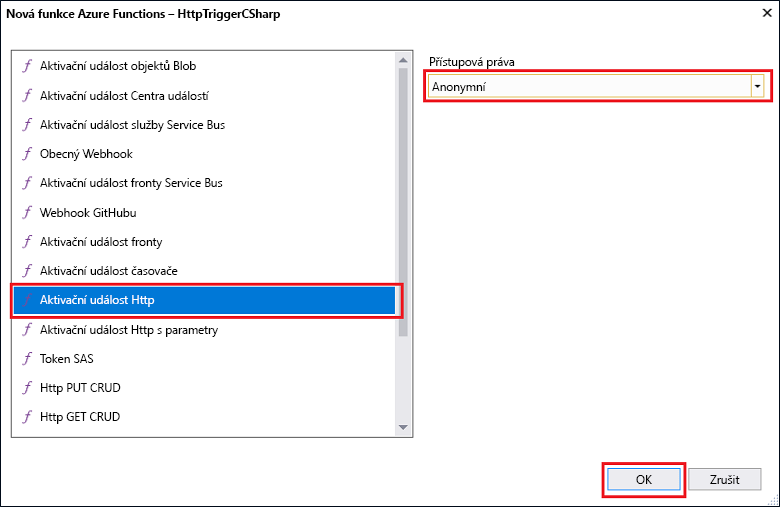 Nová funkce Azure Functions – HttpTriggerCSharp
Aktivační událost objektů Blob
Aktivační událost Centra událostí
Aktivační událost služby Service Bus
Obecný Webhook
Aktivační událost fronty Service Bus
Webhook GitHubu
Aktivační událost fronty
Aktivační událost časovače
Aktivační událost Http
Aktivační událost Http s parametry
Token SAS
Http PUT CRUD
Http GET CRUD
Přístupová práva
Anonymní
OK
Zrušit